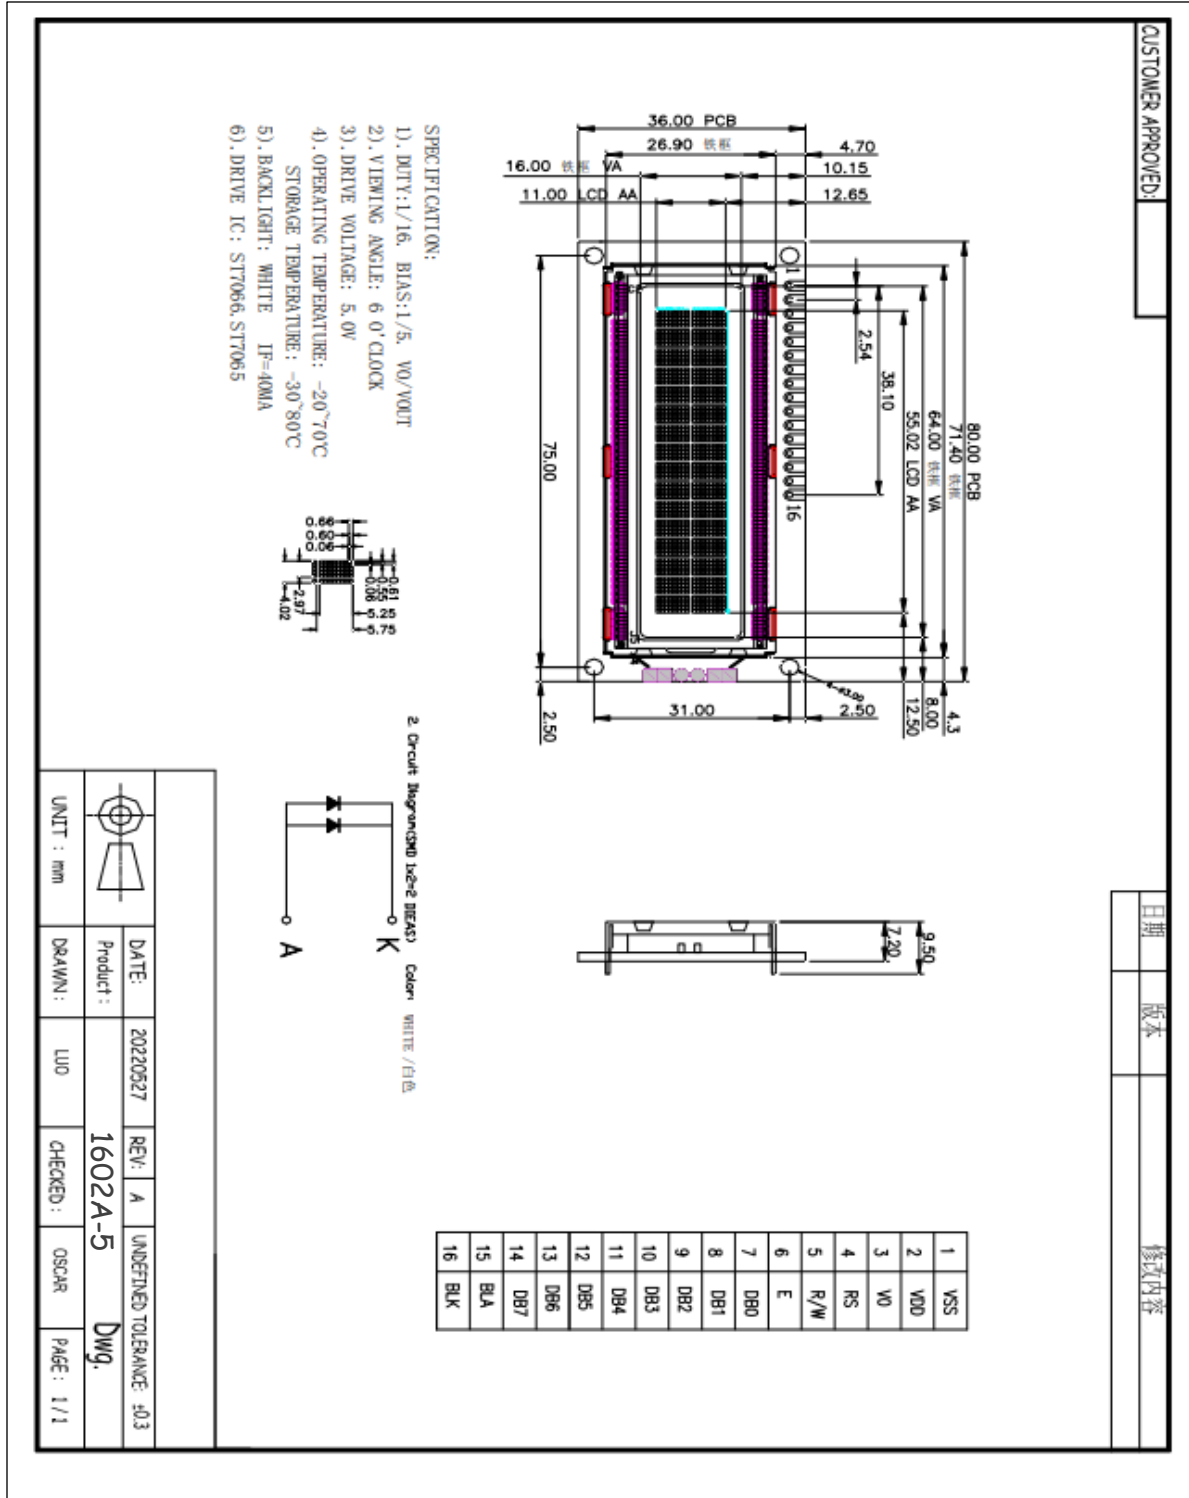 CUSTOMER APPROVED:
日期
版本
修改内容
36.00 PCB
26.90 铁框
4.70
16.00 铁框 VA
10.15
11.00 LCD AA
12.65
1
16
2.54
38.10
55.02 LCD AA
64.00 铁框 VA
71.40 铁框
80.00 PCB
75.00
2.50
31.00
2.50
12.50
8.00
4.3
7.20
9.50
SPECIFICATION:
1). DUTY:1/16, BIAS:1/5, V0/VOUT
2). VIEWING ANGLE: 6 O'CLOCK
3). DRIVE VOLTAGE: 5.0V
4). OPERATING TEMPERATURE: -20~70℃
STORAGE TEMPERATURE: -30~80℃
5). BACKLIGHT: WHITE IF=40MA
6). DRIVE IC: ST7066,ST7065
0.66
0.60
0.06
0.61
0.55
0.06
5.25
5.75
2.97
4.02
2. Circuit Diagram(SMD 1x2=2 DIEAS) Color: WHITE /白色
K
A
1 VSS
2 VDD
3 V0
4 RS
5 R/W
6 E
7 DB0
8 DB1
9 DB2
10 DB3
11 DB4
12 DB5
13 DB6
14 DB7
15 BLA
16 BLK
DATE: 20220527 REV: A UNDEFINED TOLERANCE: ±0.3
Product: 1602A-5 Dwg.
UNIT : mm DRAWN: LUO CHECKED: OSCAR PAGE: 1/1